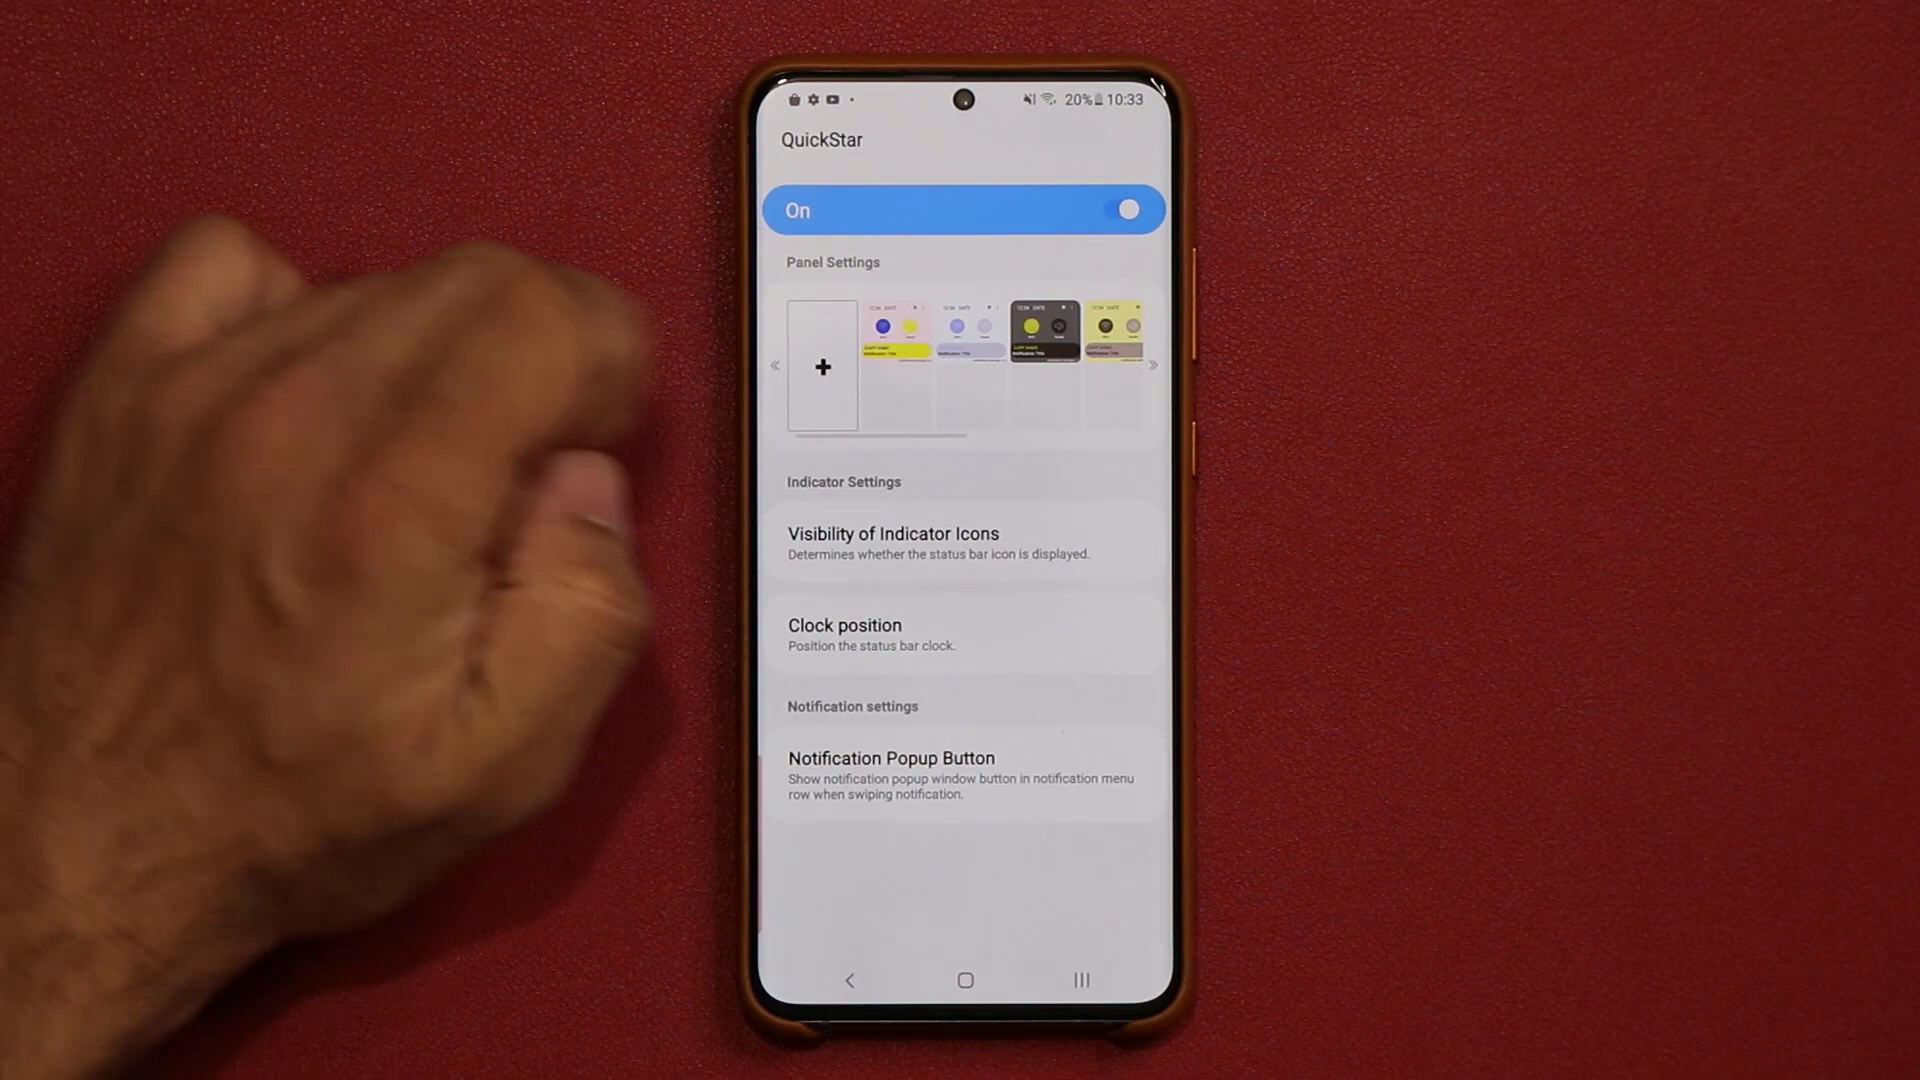 20% 10:33
QuickStar
On
Panel Settings
+
Indicator Settings
Visibility of Indicator Icons
Determines whether the status bar icon is displayed.
Clock position
Position the status bar clock.
Notification settings
Notification Popup Button
Show notification popup window button in notification menu
row when swiping notification.